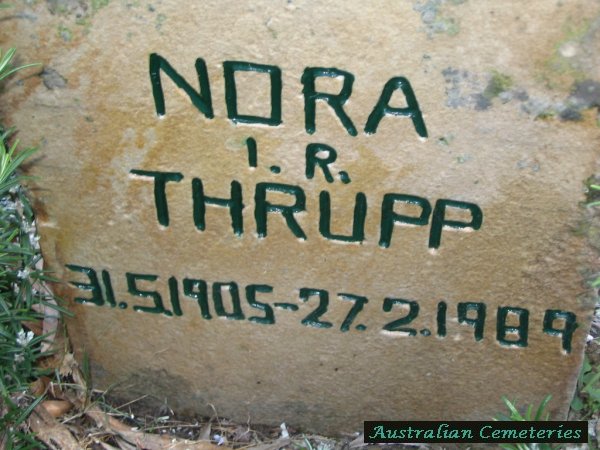 NORA
I. R.
THRUPP
31.5.1905-27.2.1989
Australian Cemeteries